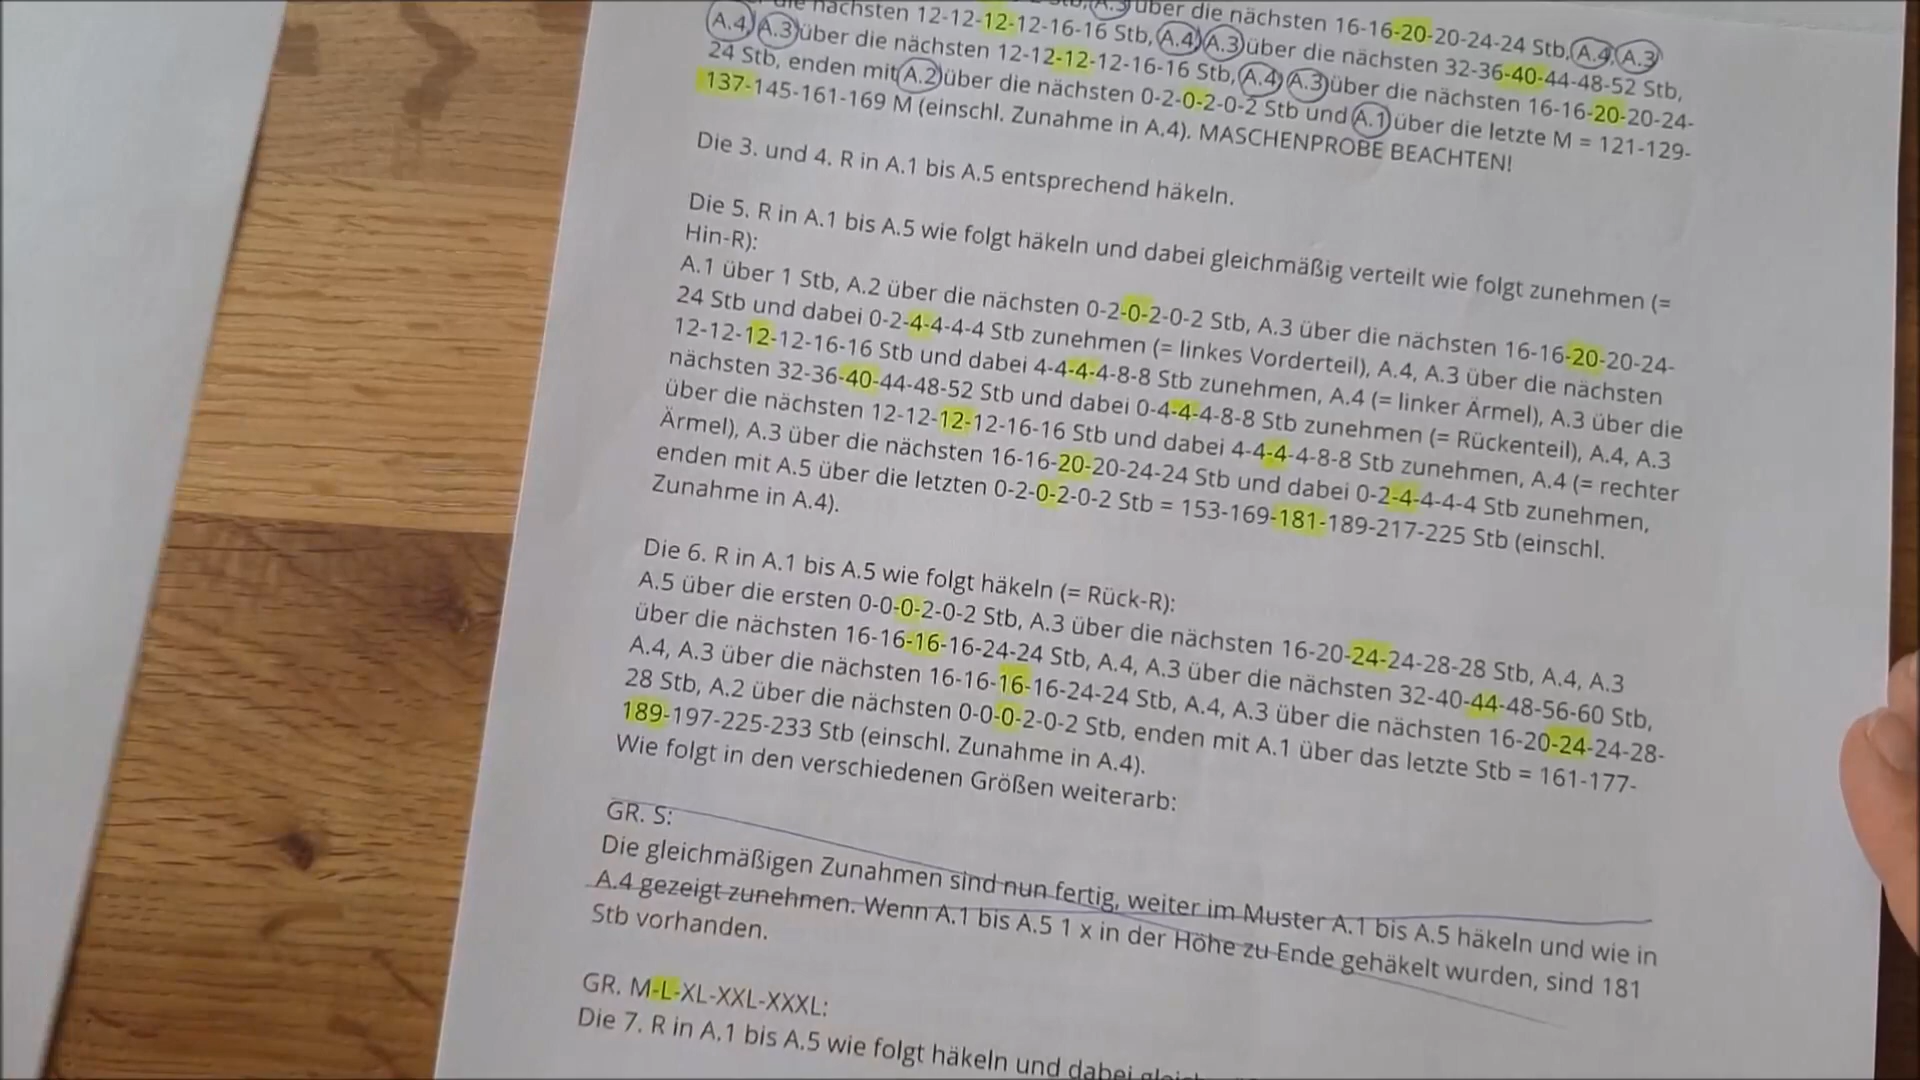 A.3 über die nächsten 16-16-20-20-24-24 Stb, A.4, A.3
die nächsten 12-12-12-12-16-16 Stb, A.4, A.3 über die nächsten 32-36-40-44-48-52 Stb,
A.4, A.3 über die nächsten 12-12-12-12-16-16 Stb, A.4, A.3 über die nächsten 16-16-20-20-24-
24 Stb, enden mit A.2 über die nächsten 0-2-0-2-0-2 Stb und A.1 über die letzte M = 121-129-
137-145-161-169 M (einschl. Zunahme in A.4). MASCHENPROBE BEACHTEN!
Die 3. und 4. R in A.1 bis A.5 entsprechend häkeln.
Die 5. R in A.1 bis A.5 wie folgt häkeln und dabei gleichmäßig verteilt wie folgt zunehmen (=
Hin-R):
A.1 über 1 Stb, A.2 über die nächsten 0-2-0-2-0-2 Stb, A.3 über die nächsten 16-16-20-20-24-
24 Stb und dabei 0-2-4-4-4-4 Stb zunehmen (= linkes Vorderteil), A.4, A.3 über die nächsten
12-12-12-12-16-16 Stb und dabei 4-4-4-4-8-8 Stb zunehmen, A.4 (= linker Ärmel), A.3 über die
nächsten 32-36-40-44-48-52 Stb und dabei 0-4-4-4-8-8 Stb zunehmen (= Rückenteil), A.4, A.3
über die nächsten 12-12-12-12-16-16 Stb und dabei 4-4-4-4-8-8 Stb zunehmen, A.4 (= rechter
Ärmel), A.3 über die nächsten 16-16-20-20-24-24 Stb und dabei 0-2-4-4-4-4 Stb zunehmen,
enden mit A.5 über die letzten 0-2-0-2-0-2 Stb = 153-169-181-189-217-225 Stb (einschl.
Zunahme in A.4).
Die 6. R in A.1 bis A.5 wie folgt häkeln (= Rück-R):
A.5 über die ersten 0-0-0-2-0-2 Stb, A.3 über die nächsten 16-20-24-24-28-28 Stb, A.4, A.3
über die nächsten 16-16-16-16-24-24 Stb, A.4, A.3 über die nächsten 32-40-44-48-56-60 Stb,
A.4, A.3 über die nächsten 16-16-16-16-24-24 Stb, A.4, A.3 über die nächsten 16-20-24-24-28-
28 Stb, A.2 über die nächsten 0-0-0-2-0-2 Stb, enden mit A.1 über das letzte Stb = 161-177-
189-197-225-233 Stb (einschl. Zunahme in A.4).
Wie folgt in den verschiedenen Größen weiterarb:
GR. S:
Die gleichmäßigen Zunahmen sind nun fertig, weiter im Muster A.1 bis A.5 häkeln und wie in
A.4 gezeigt zunehmen. Wenn A.1 bis A.5 1 x in der Höhe zu Ende gehäkelt wurden, sind 181
Stb vorhanden.
GR. M-L-XL-XXL-XXXL:
Die 7. R in A.1 bis A.5 wie folgt häkeln und dabei